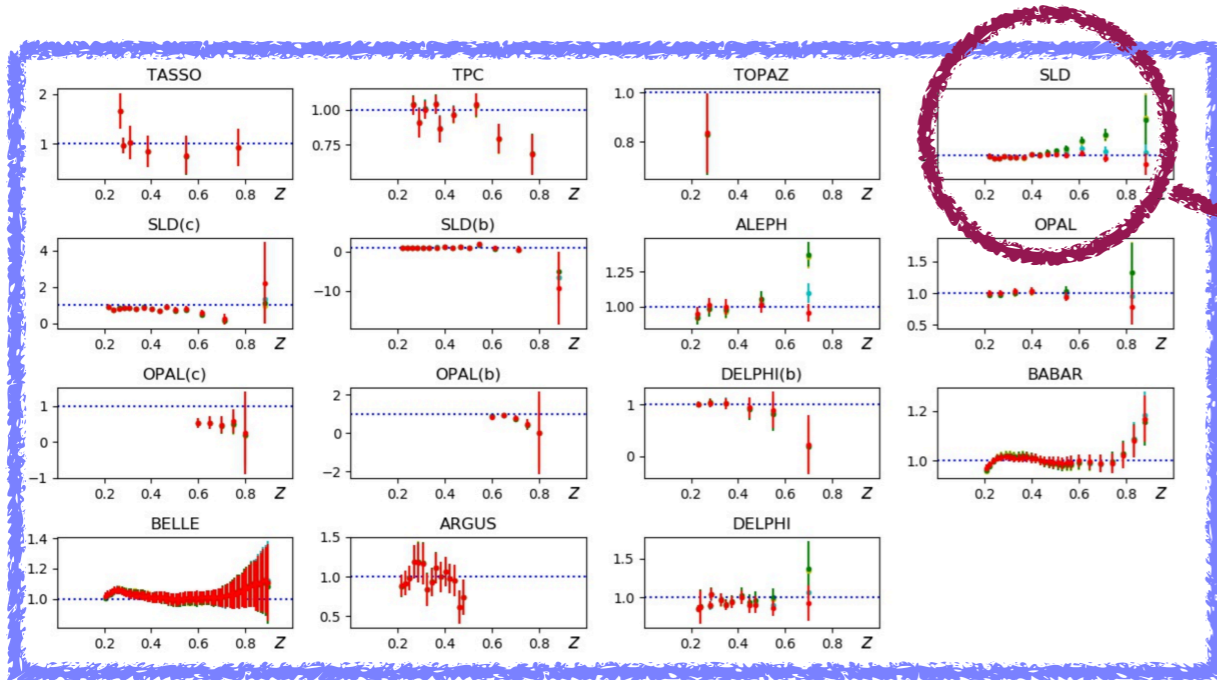 TASSO TPC TOPAZ SLD
2
1
0.2 0.4 0.6 0.8 Z
1.00
0.75
0.2 0.4 0.6 0.8 Z
1.0
0.8
0.2 0.4 0.6 0.8 Z
0.2 0.4 0.6 0.8 Z
SLD(c) SLD(b) ALEPH OPAL
4
2
0
0.2 0.4 0.6 0.8 Z
0
−10
0.2 0.4 0.6 0.8 Z
1.25
1.00
0.2 0.4 0.6 0.8 Z
1.5
1.0
0.5
0.2 0.4 0.6 0.8 Z
OPAL(c) OPAL(b) DELPHI(b) BABAR
1
0
−1
0.2 0.4 0.6 0.8 Z
2
0
−2
0.2 0.4 0.6 0.8 Z
1
0
0.2 0.4 0.6 0.8 Z
1.2
1.0
0.2 0.4 0.6 0.8 Z
BELLE ARGUS DELPHI
1.4
1.2
1.0
0.2 0.4 0.6 0.8 Z
1.5
1.0
0.5
0.2 0.4 0.6 0.8 Z
1.5
1.0
0.2 0.4 0.6 0.8 Z